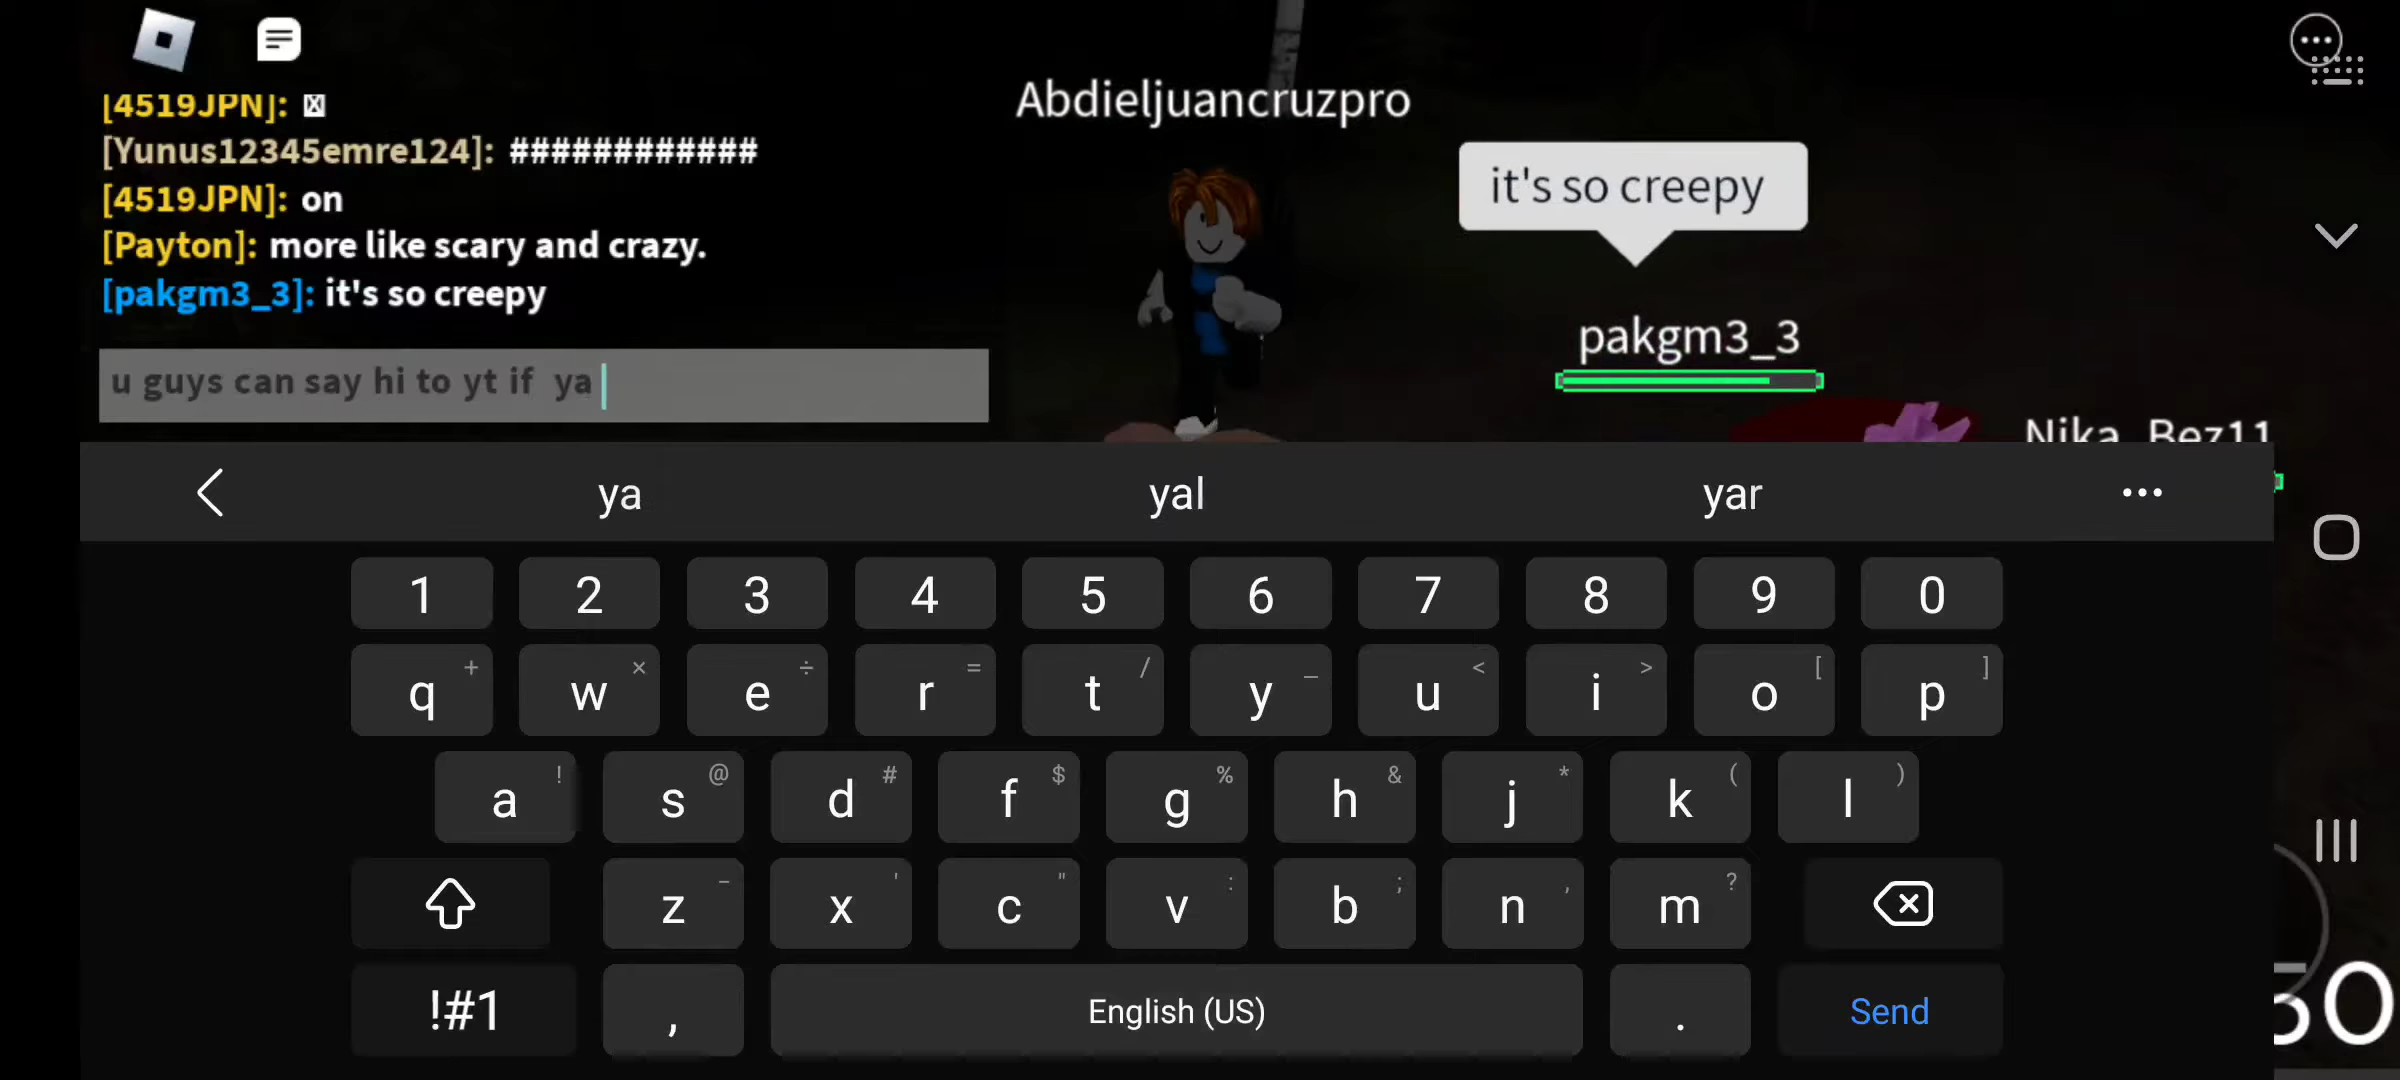 [4519JPN]:
[Yunus12345emre124]: ############
[4519JPN]: on
[Payton]: more like scary and crazy.
[pakgm3_3]: it's so creepy
u guys can say hi to yt if  ya
Abdieljuancruzpro
it's so creepy
pakgm3_3
Nika_Bez11
ya yal yar
1 2 3 4 5 6 7 8 9 0
+ × ÷ = / _ < > [ ]
q w e r t y u i o p
! @ # $ % & * ( )
a s d f g h j k l
- ' " : ; , ?
z x c v b n m
!#1 , English (US) . Send